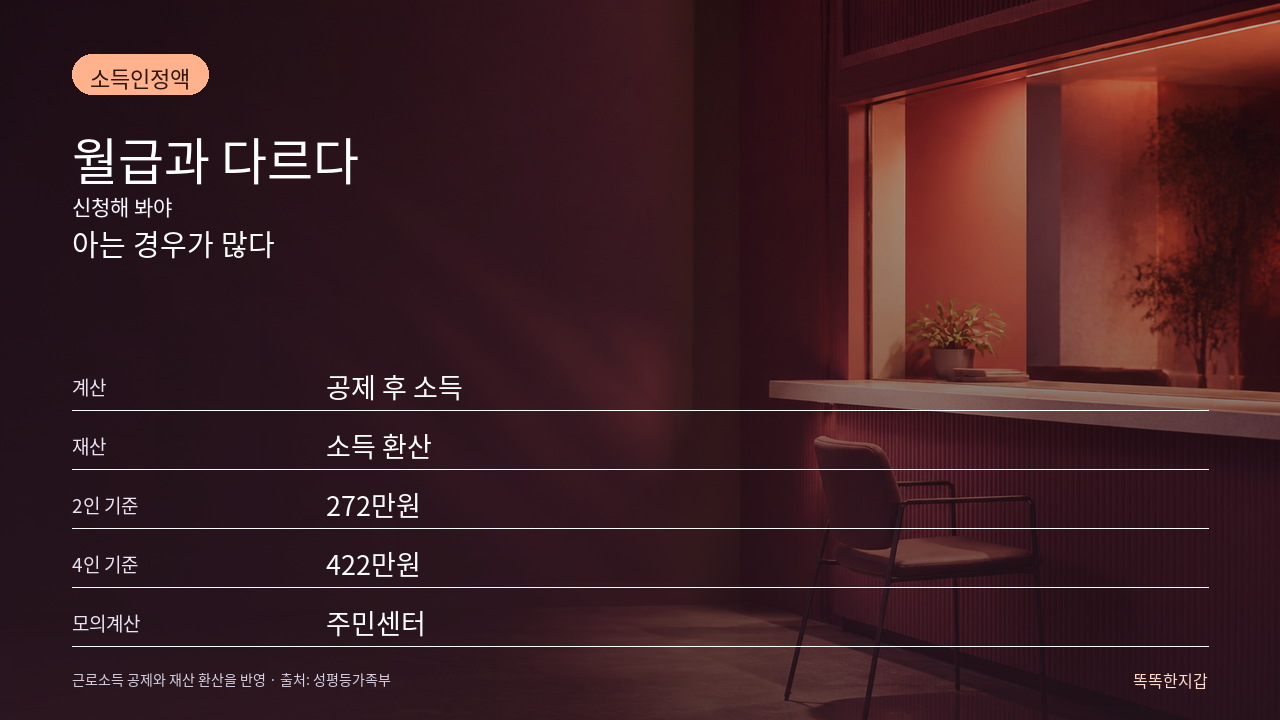 소득인정액
월급과 다르다
신청해 봐야
아는 경우가 많다
계산 공제 후 소득
재산 소득 환산
2인 기준 272만원
4인 기준 422만원
모의계산 주민센터
근로소득 공제와 재산 환산을 반영 · 출처: 성평등가족부
똑똑한지갑